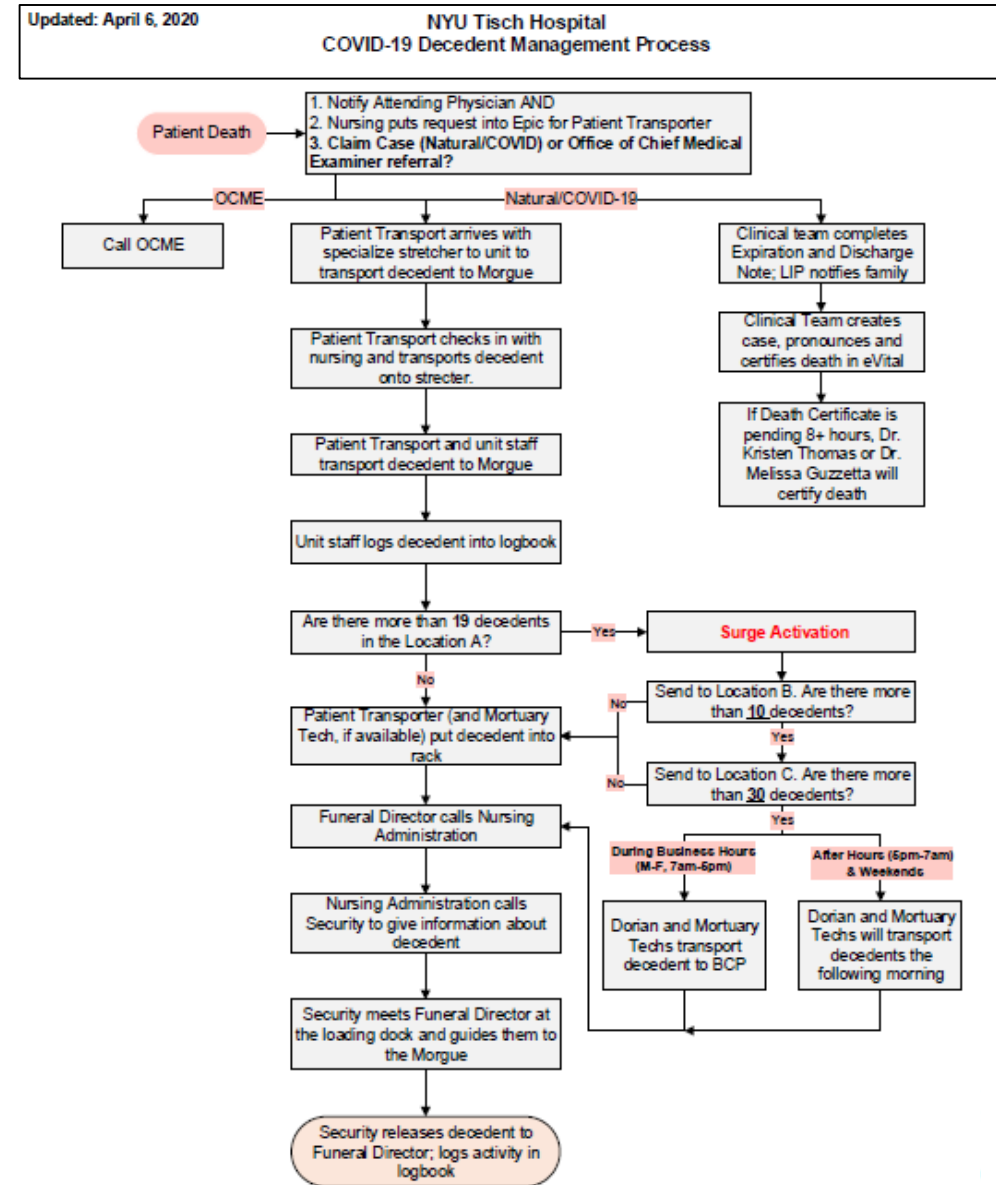 Updated: April 6, 2020
NYU Tisch Hospital
COVID-19 Decedent Management Process
Patient Death
1. Notify Attending Physician AND
2. Nursing puts request into Epic for Patient Transporter
3. Claim Case (Natural/COVID) or Office of Chief Medical
Examiner referral?
OCME
Natural/COVID-19
Call OCME
Patient Transport arrives with
specialize stretcher to unit to
transport decedent to Morgue
Clinical team completes
Expiration and Discharge
Note; LIP notifies family
Patient Transport checks in with
nursing and transports decedent
onto strecter.
Clinical Team creates
case, pronounces and
certifies death in eVital
Patient Transport and unit staff
transport decedent to Morgue
If Death Certificate is
pending 8+ hours, Dr.
Kristen Thomas or Dr.
Melissa Guzzetta will
certify death
Unit staff logs decedent into logbook
Are there more than 19 decedents
in the Location A?
Yes
Surge Activation
No
Send to Location B. Are there more
than 10 decedents?
No
Yes
Patient Transporter (and Mortuary
Tech, if available) put decedent into
rack
Send to Location C. Are there more
than 30 decedents?
No
Yes
Funeral Director calls Nursing
Administration
During Business Hours
(M-F, 7am-5pm)
After Hours (5pm-7am)
& Weekends
Nursing Administration calls
Security to give information about
decedent
Dorian and Mortuary
Techs transport
decedent to BCP
Dorian and Mortuary
Techs will transport
decedents the
following morning
Security meets Funeral Director at
the loading dock and guides them to
the Morgue
Security releases decedent to
Funeral Director; logs activity in
logbook